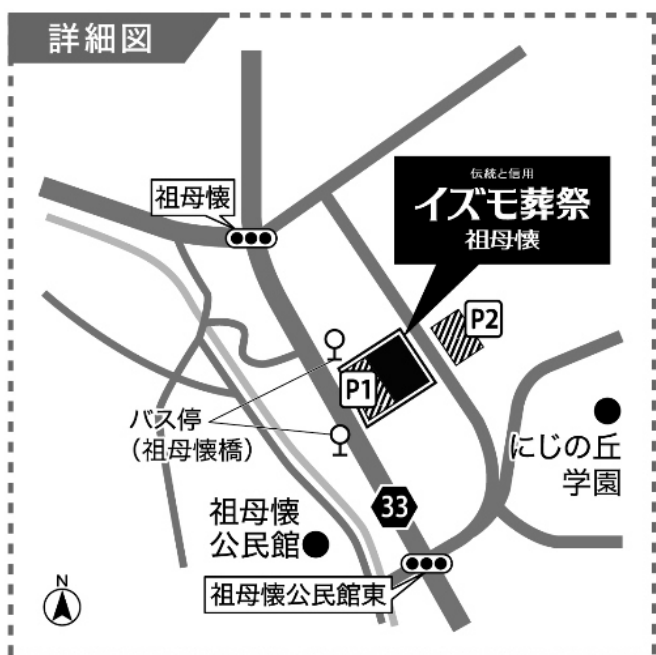 詳細図
祖母懐
伝統と信用
イズモ葬祭
祖母懐
P2
P1
バス停
（祖母懐橋）
にじの丘
学園
33
祖母懐
公民館
祖母懐公民館東
N